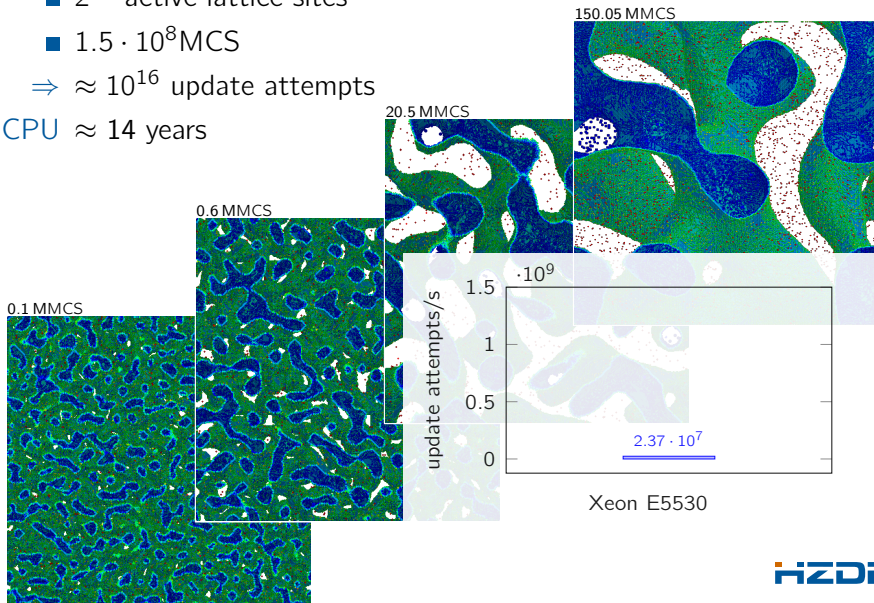 active lattice sites
■ 1.5 · 10⁸MCS
⇒ ≈ 10¹⁶ update attempts
CPU ≈ 14 years
150.05 MMCS
20.5 MMCS
0.6 MMCS
0.1 MMCS
·10⁹
1.5
1
0.5
0
update attempts/s
2.37 · 10⁷
Xeon E5530